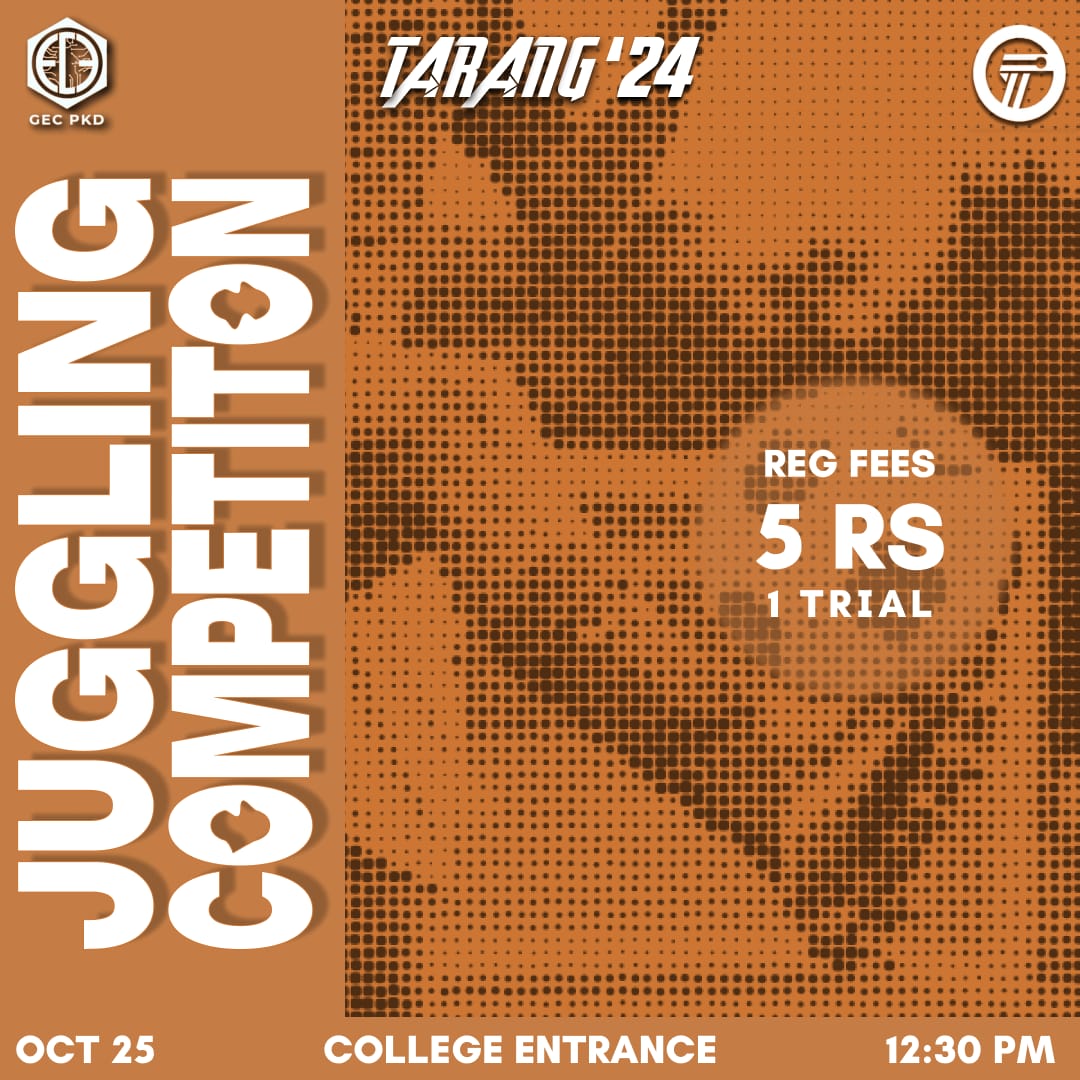 GEC PKD
TARANG '24
JUGGLING
COMPETITON
REG FEES
5 RS
1 TRIAL
OCT 25
COLLEGE ENTRANCE
12:30 PM